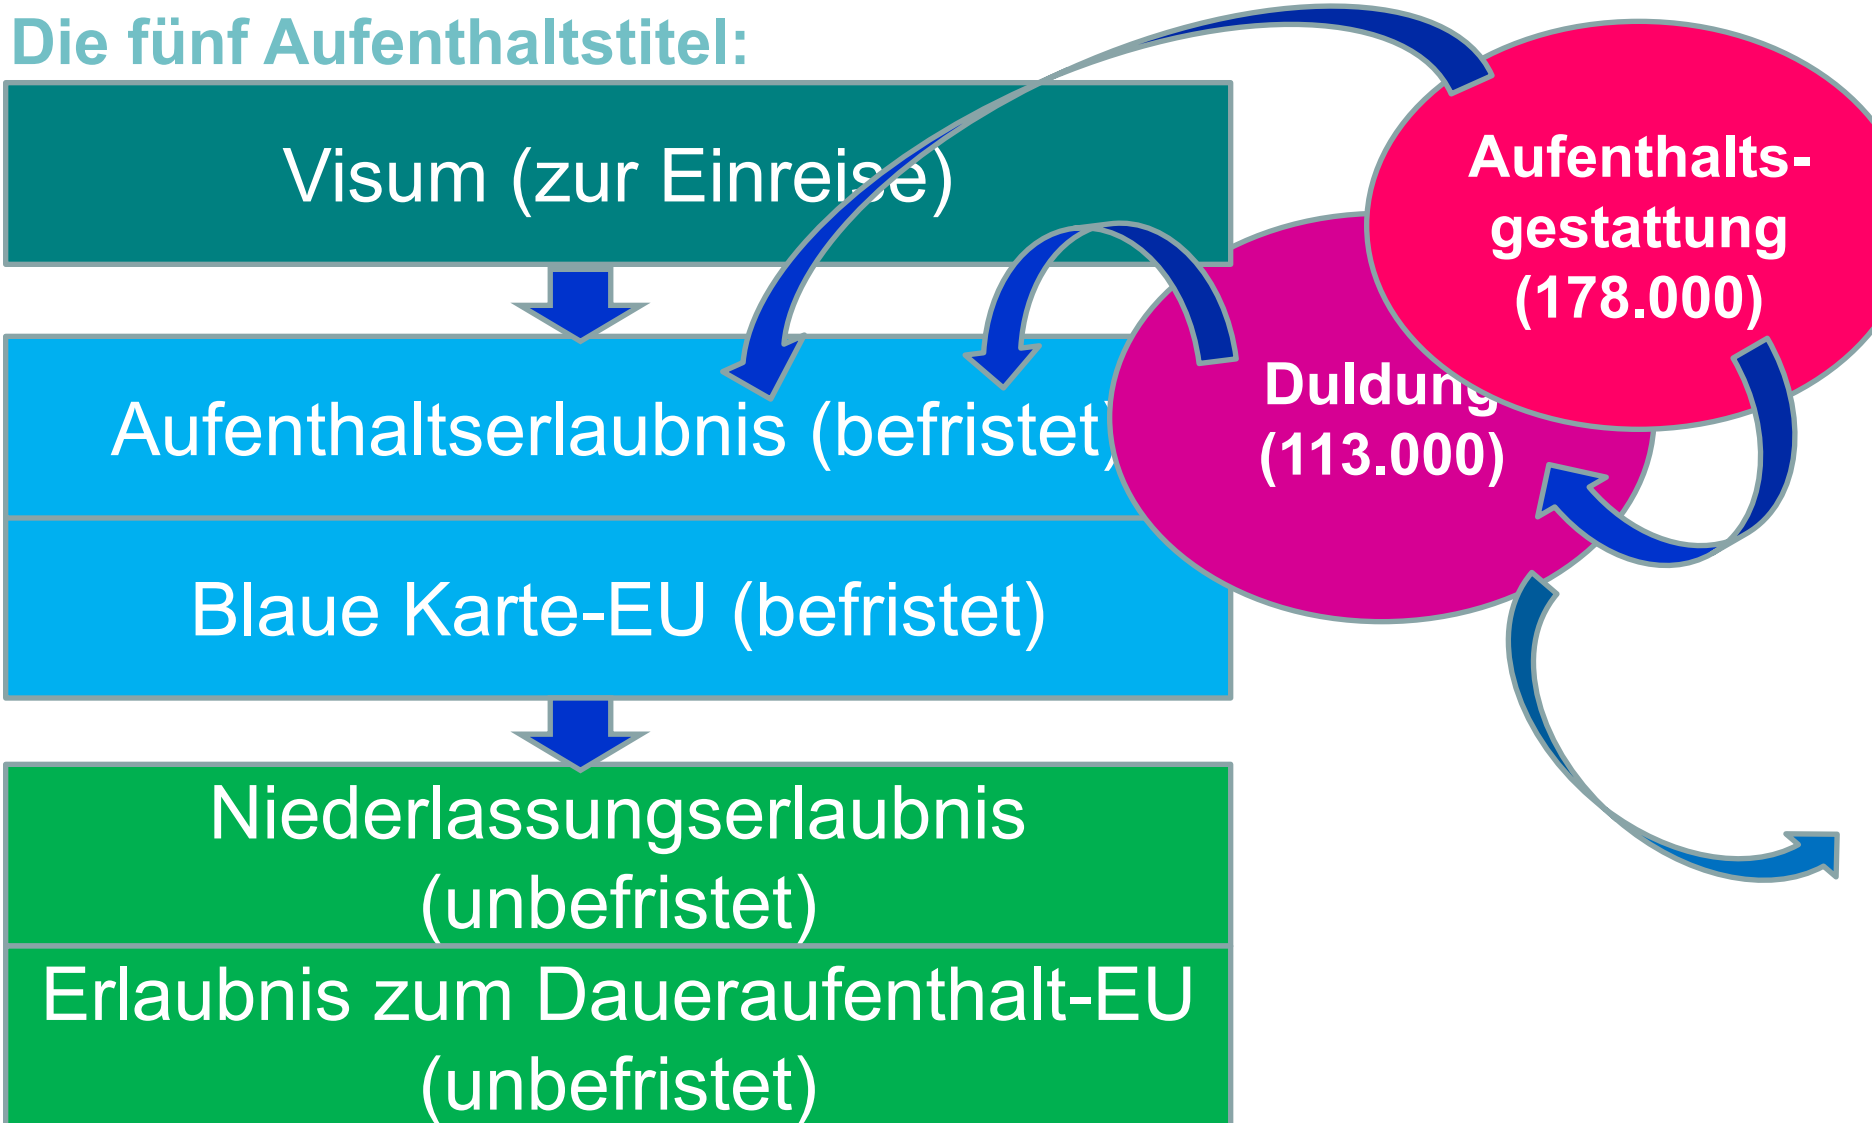 Die fünf Aufenthaltstitel:
Visum (zur Einreise)
Aufenthaltserlaubnis (befristet)
Blaue Karte-EU (befristet)
Niederlassungserlaubnis
(unbefristet)
Erlaubnis zum Daueraufenthalt-EU
(unbefristet)
Aufenthalts-
gestattung
(178.000)
Duldung
(113.000)